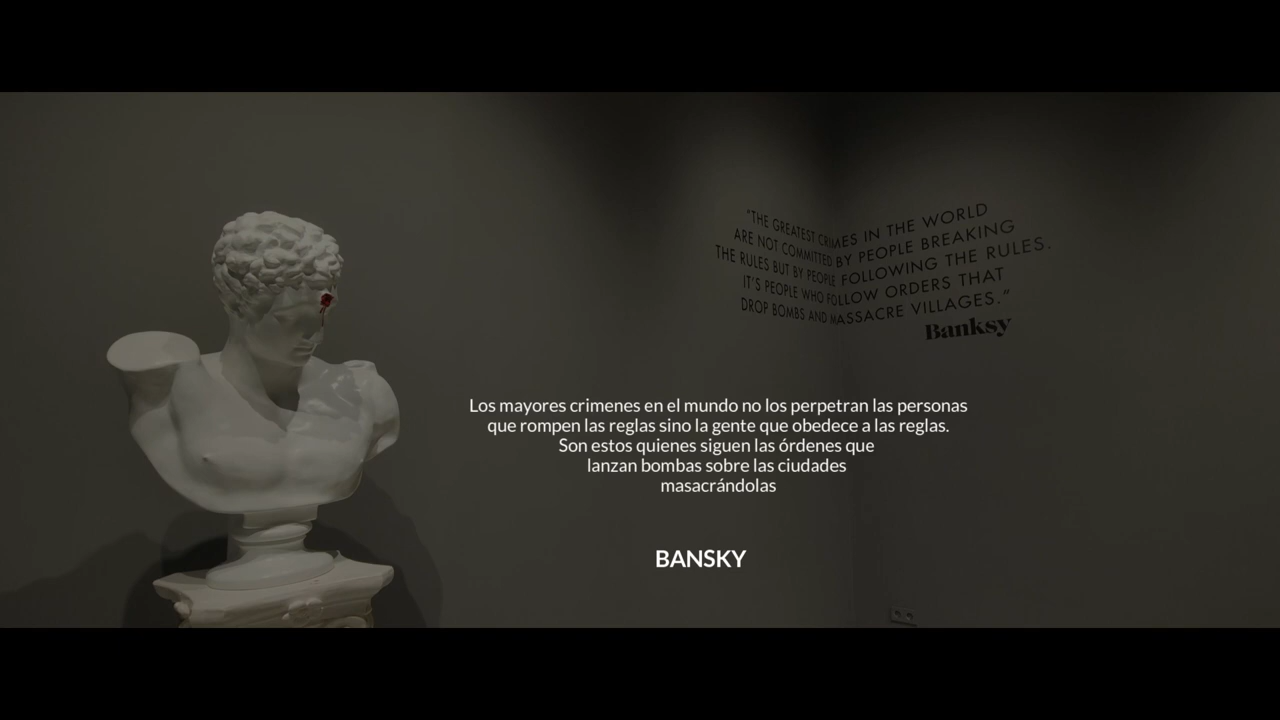 "THE GREATEST CRIMES IN THE WORLD
ARE NOT COMMITTED BY PEOPLE BREAKING
THE RULES BUT BY PEOPLE FOLLOWING THE RULES.
IT'S PEOPLE WHO FOLLOW ORDERS THAT
DROP BOMBS AND MASSACRE VILLAGES."
Banksy
Los mayores crimenes en el mundo no los perpetran las personas
que rompen las reglas sino la gente que obedece a las reglas.
Son estos quienes siguen las órdenes que
lanzan bombas sobre las ciudades
masacrándolas
BANSKY